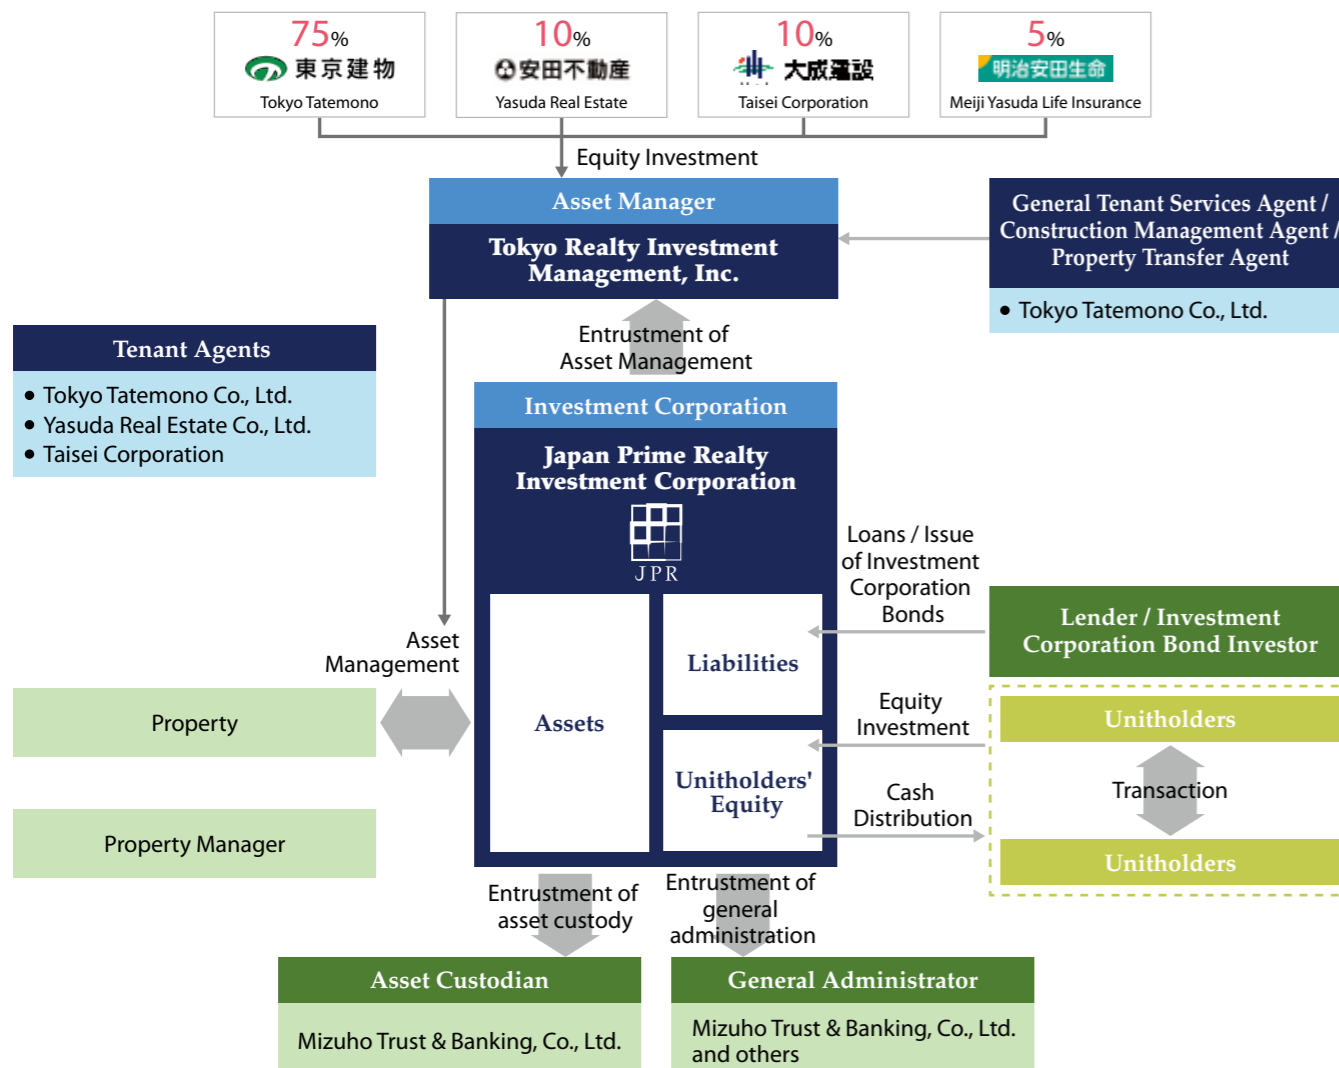 75%
東京建物
Tokyo Tatemono
10%
安田不動産
Yasuda Real Estate
10%
大成建設
Taisei Corporation
5%
明治安田生命
Meiji Yasuda Life Insurance
Equity Investment
Asset Manager
Tokyo Realty Investment
Management, Inc.
General Tenant Services Agent /
Construction Management Agent /
Property Transfer Agent
• Tokyo Tatemono Co., Ltd.
Entrustment of
Asset Management
Tenant Agents
• Tokyo Tatemono Co., Ltd.
• Yasuda Real Estate Co., Ltd.
• Taisei Corporation
Investment Corporation
Japan Prime Realty
Investment Corporation
JPR
Loans / Issue
of Investment
Corporation
Bonds
Lender / Investment
Corporation Bond Investor
Asset
Management
Liabilities
Assets
Property
Equity
Investment
Unitholders
Unitholders'
Equity
Cash
Distribution
Transaction
Property Manager
Unitholders
Entrustment of
asset custody
Entrustment of
general
administration
Asset Custodian
Mizuho Trust & Banking, Co., Ltd.
General Administrator
Mizuho Trust & Banking, Co., Ltd.
and others